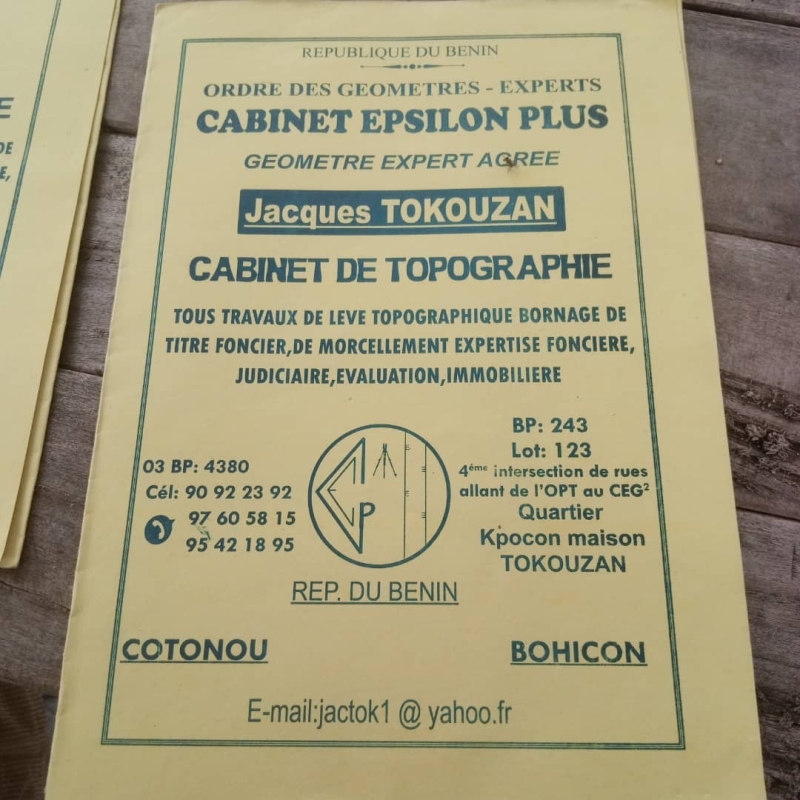 REPUBLIQUE DU BENIN
ORDRE DES GEOMETRES - EXPERTS
CABINET EPSILON PLUS
GEOMETRE EXPERT AGREE
Jacques TOKOUZAN
CABINET DE TOPOGRAPHIE
TOUS TRAVAUX DE LEVE TOPOGRAPHIQUE BORNAGE DE
TITRE FONCIER,DE MORCELLEMENT EXPERTISE FONCIERE,
JUDICIAIRE,EVALUATION,IMMOBILIERE
03 BP: 4380
Cél: 90 92 23 92
97 60 58 15
95 42 18 95
BP: 243
Lot: 123
4ème intersection de rues
allant de l'OPT au CEG²
Quartier
Kpocon maison
TOKOUZAN
REP. DU BENIN
COTONOU
BOHICON
E-mail:jactok1 @ yahoo.fr